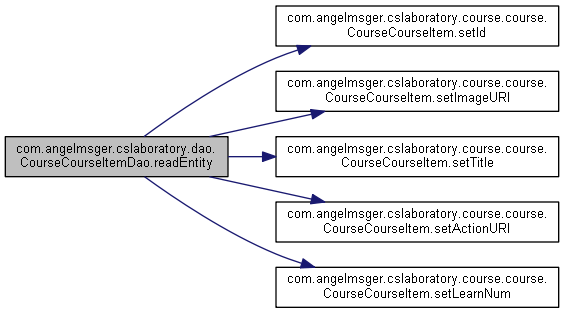 com.angelmsger.cslaboratory.dao.
CourseCourseItemDao.readEntity
com.angelmsger.cslaboratory.course.course.
CourseCourseItem.setId
com.angelmsger.cslaboratory.course.course.
CourseCourseItem.setImageURI
com.angelmsger.cslaboratory.course.course.
CourseCourseItem.setTitle
com.angelmsger.cslaboratory.course.course.
CourseCourseItem.setActionURI
com.angelmsger.cslaboratory.course.course.
CourseCourseItem.setLearnNum